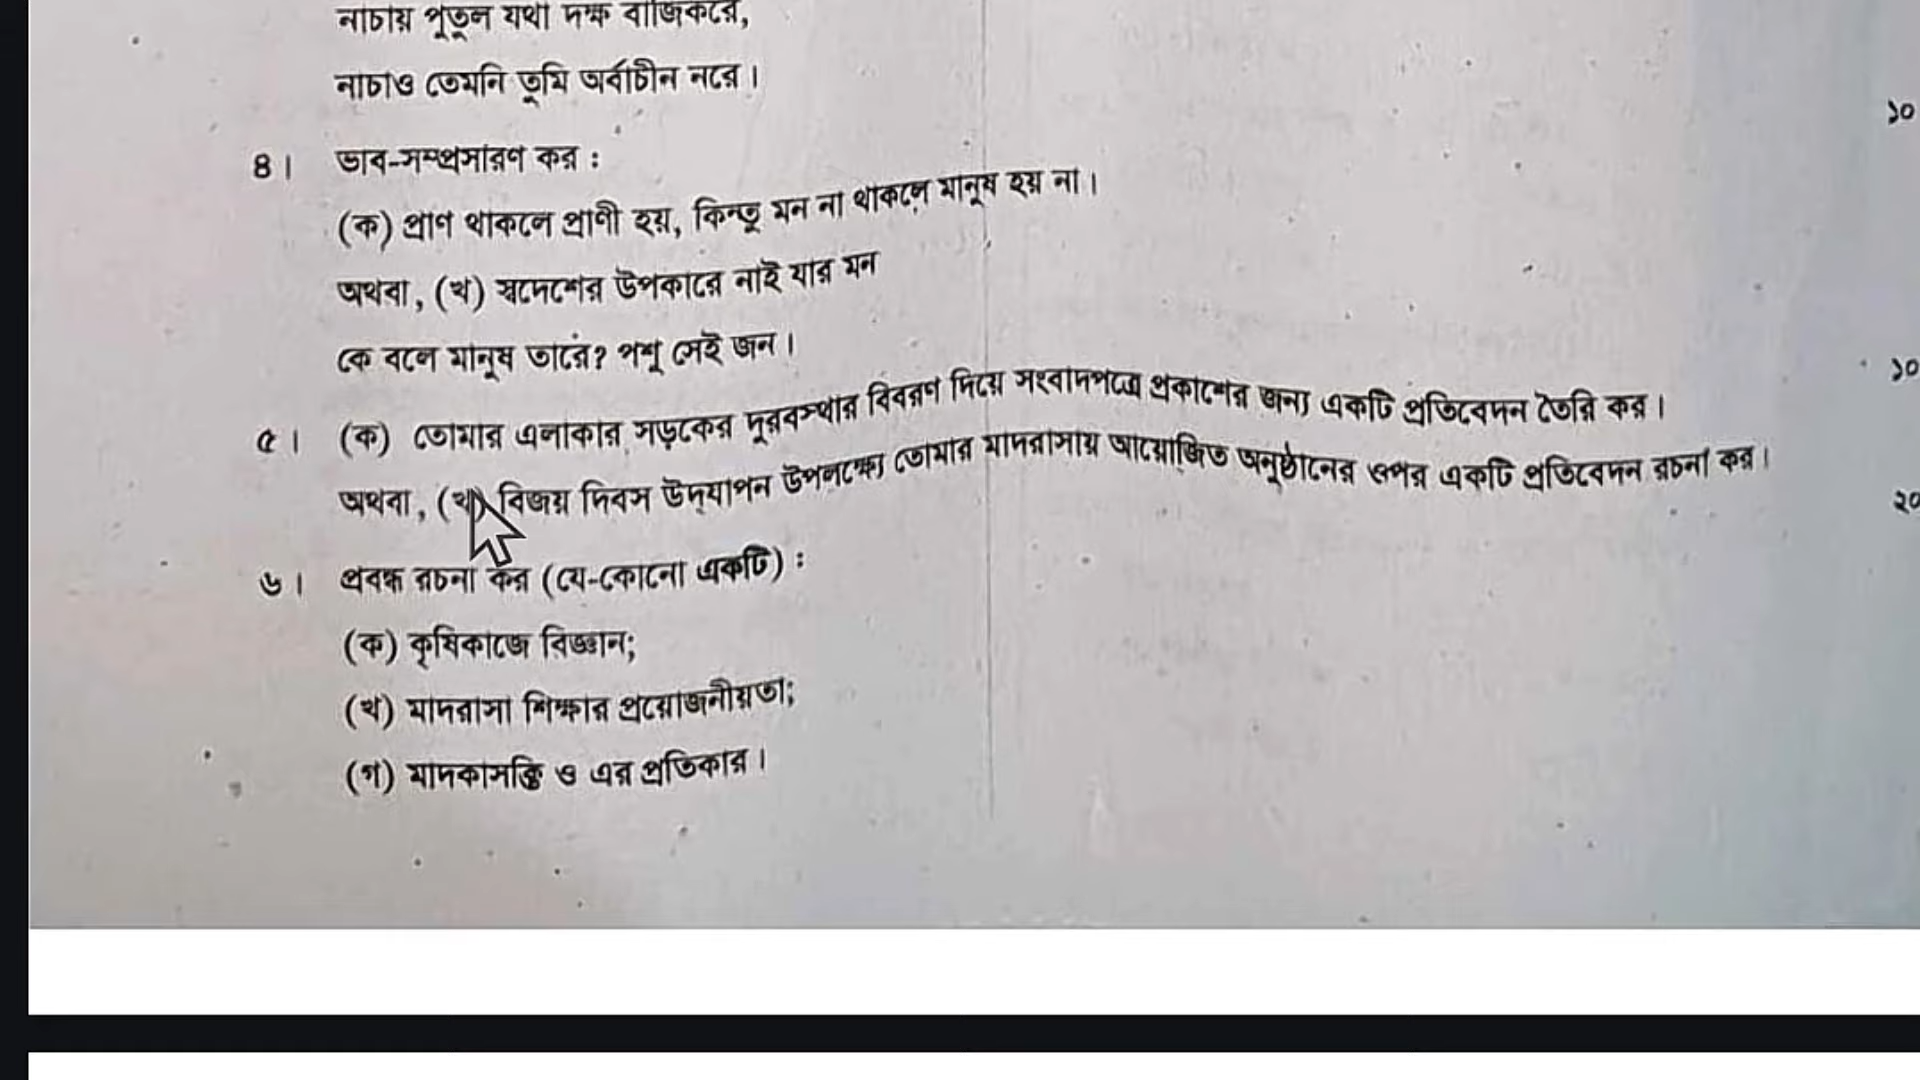 নাচায় পুতুল যথা দক্ষ বাজিকরে,
নাচাও তেমনি তুমি অর্বাচীন নরে।
১০
৪। ভাব-সম্প্রসারণ কর :
(ক) প্রাণ থাকলে প্রাণী হয়, কিন্তু মন না থাকলে মানুষ হয় না।
অথবা, (খ) স্বদেশের উপকারে নাই যার মন
কে বলে মানুষ তারে? পশু সেই জন।
১০
৫। (ক) তোমার এলাকার সড়কের দুরবস্থার বিবরণ দিয়ে সংবাদপত্রে প্রকাশের জন্য একটি প্রতিবেদন তৈরি কর।
অথবা, (খ) বিজয় দিবস উদ্‌যাপন উপলক্ষ্যে তোমার মাদরাসায় আয়োজিত অনুষ্ঠানের ওপর একটি প্রতিবেদন রচনা কর।
২০
৬। প্রবন্ধ রচনা কর (যে-কোনো একটি) :
(ক) কৃষিকাজে বিজ্ঞান;
(খ) মাদরাসা শিক্ষার প্রয়োজনীয়তা;
(গ) মাদকাসক্তি ও এর প্রতিকার।